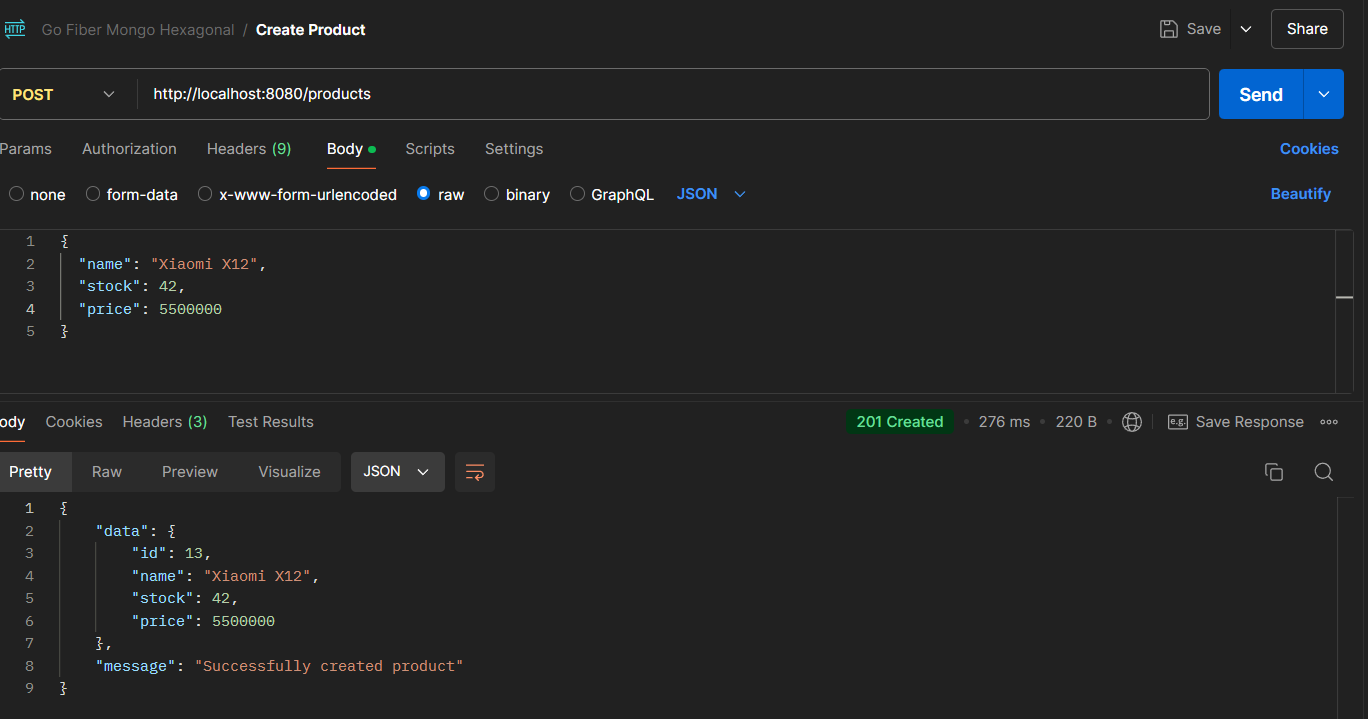 HTTP Go Fiber Mongo Hexagonal / Create Product Save Share
POST http://localhost:8080/products Send
Params Authorization Headers (9) Body Scripts Settings Cookies
none form-data x-www-form-urlencoded raw binary GraphQL JSON Beautify
1 {
2 "name": "Xiaomi X12",
3 "stock": 42,
4 "price": 5500000
5 }
ody Cookies Headers (3) Test Results 201 Created • 276 ms • 220 B • e.g. Save Response
Pretty Raw Preview Visualize JSON
1 {
2 "data": {
3 "id": 13,
4 "name": "Xiaomi X12",
5 "stock": 42,
6 "price": 5500000
7 },
8 "message": "Successfully created product"
9 }